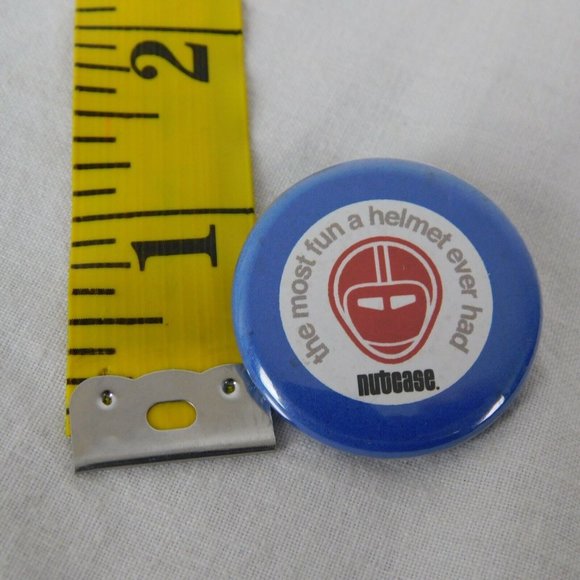 2
1
the most fun a helmet ever had
nutcase.